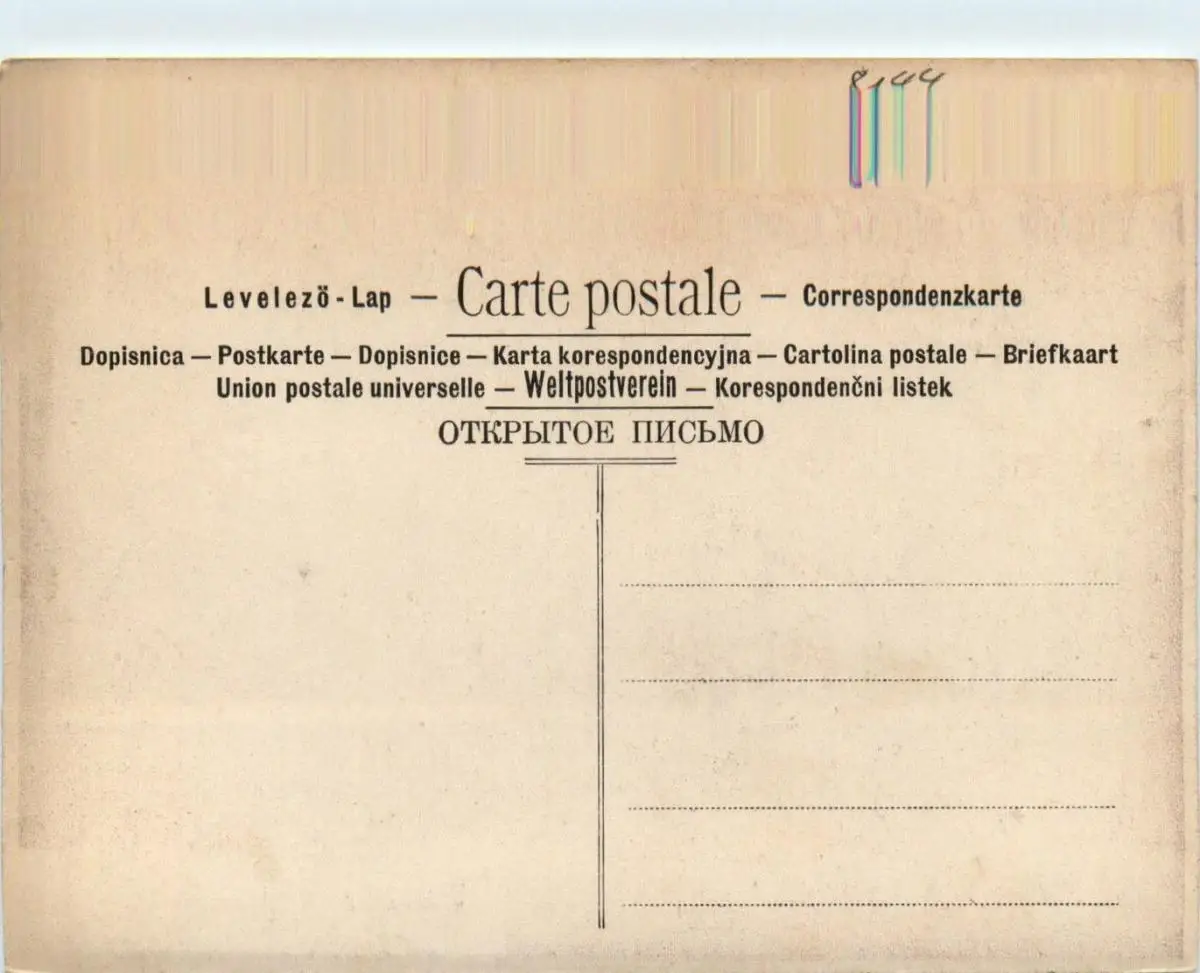 8144
Levelezö - Lap — Carte postale — Correspondenzkarte
Dopisnica — Postkarte — Dopisnice — Karta korespondencyjna — Cartolina postale — Briefkaart
Union postale universelle — Weltpostverein — Korespondenčni listek
ОТКРЫТОЕ ПИСЬМО